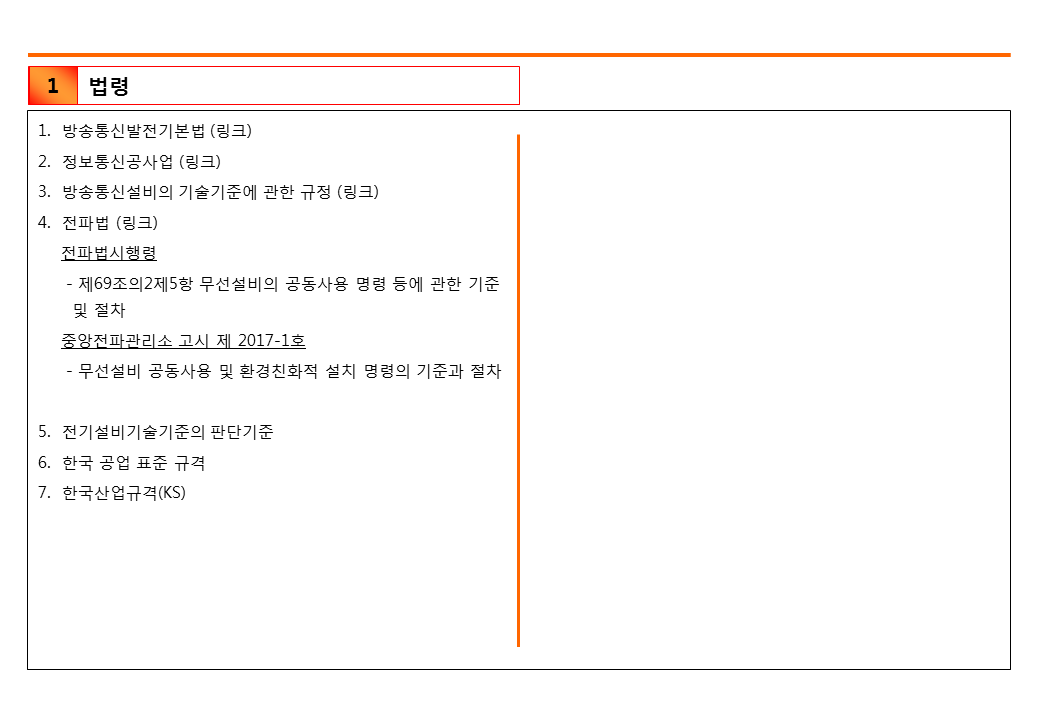 1 법령
1. 방송통신발전기본법 (링크)
2. 정보통신공사업 (링크)
3. 방송통신설비의 기술기준에 관한 규정 (링크)
4. 전파법 (링크)
전파법시행령
- 제69조의2제5항 무선설비의 공동사용 명령 등에 관한 기준
및 절차
중앙전파관리소 고시 제 2017-1호
- 무선설비 공동사용 및 환경친화적 설치 명령의 기준과 절차
5. 전기설비기술기준의 판단기준
6. 한국 공업 표준 규격
7. 한국산업규격(KS)